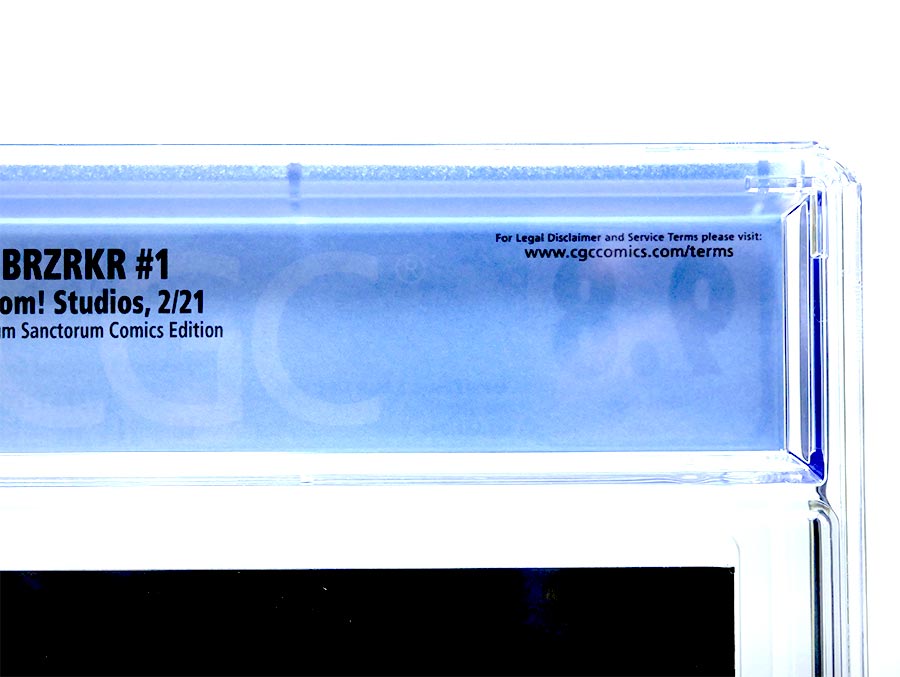 For Legal Disclaimer and Service Terms please visit:
www.cgccomics.com/terms
BRZRKR #1
om! Studios, 2/21
um Sanctorum Comics Edition
CGC®